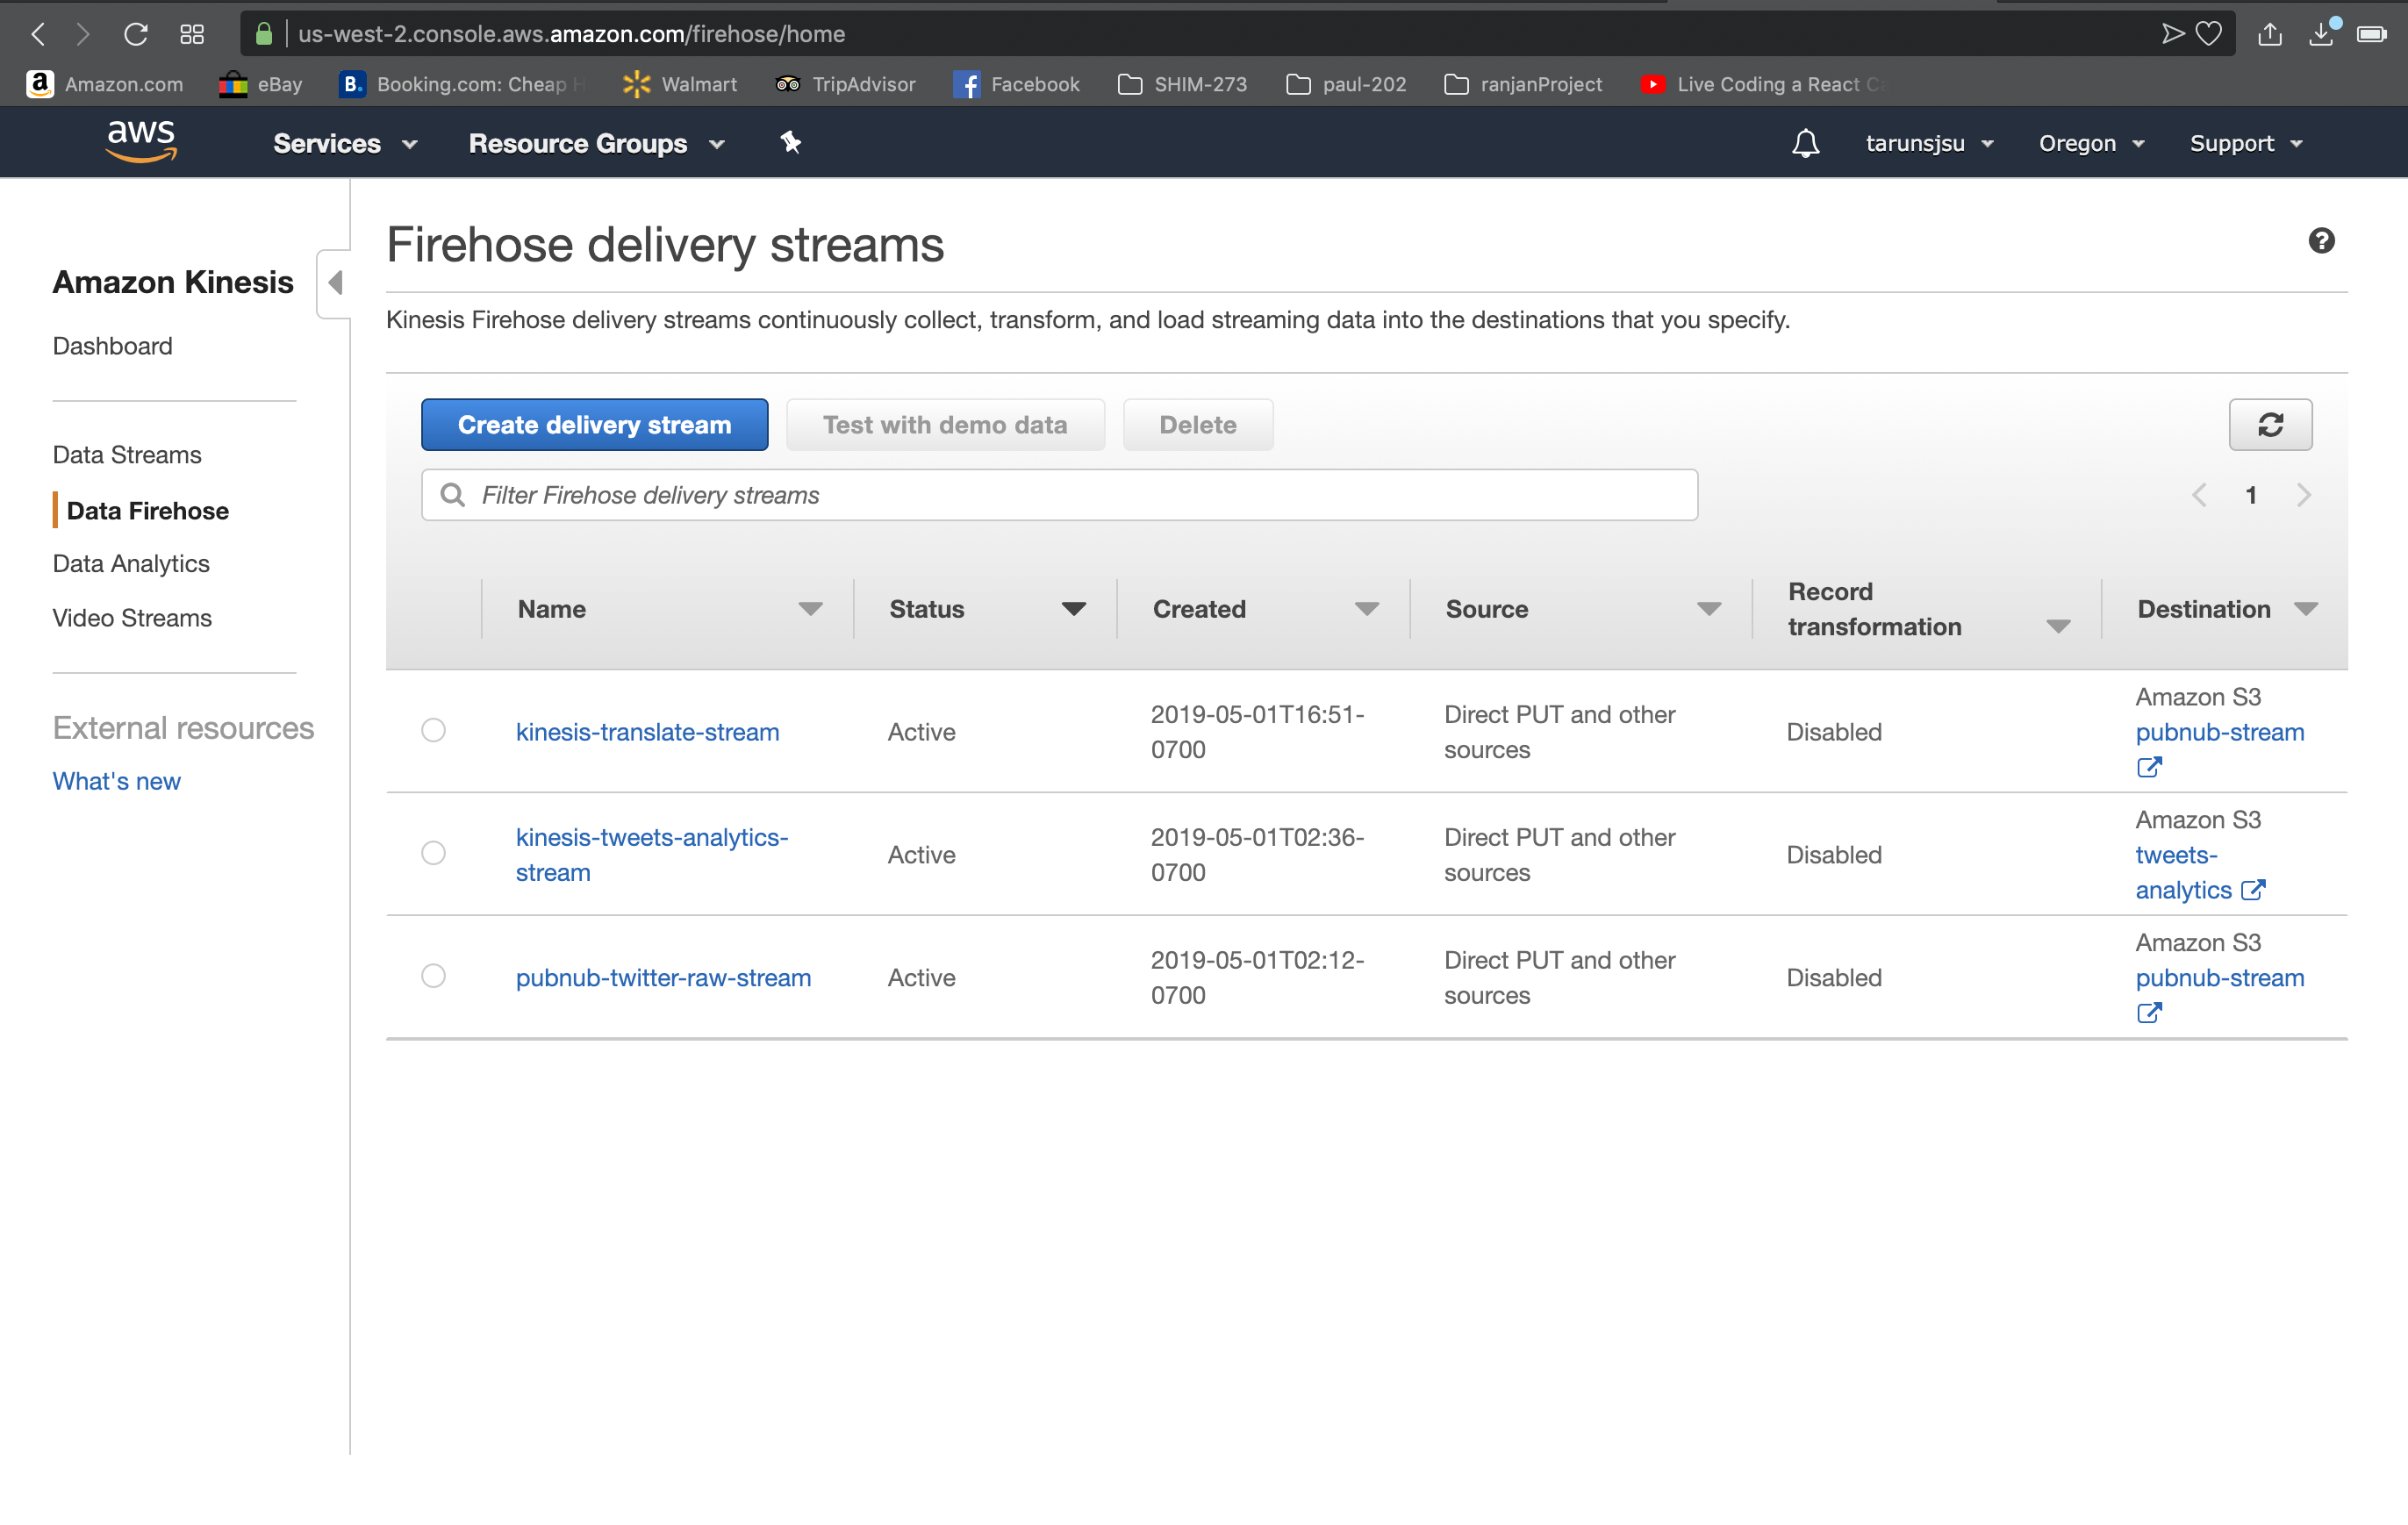 us-west-2.console.aws.amazon.com/firehose/home
Amazon.com eBay Booking.com: Cheap Walmart TripAdvisor Facebook SHIM-273 paul-202 ranjanProject Live Coding a React
aws Services Resource Groups tarunsjsu Oregon Support
Amazon Kinesis
Dashboard
Data Streams
Data Firehose
Data Analytics
Video Streams
External resources
What's new
Firehose delivery streams
Kinesis Firehose delivery streams continuously collect, transform, and load streaming data into the destinations that you specify.
Create delivery stream Test with demo data Delete
Filter Firehose delivery streams
1
Name Status Created Source Record transformation Destination
kinesis-translate-stream Active 2019-05-01T16:51-0700 Direct PUT and other sources Disabled Amazon S3 pubnub-stream
kinesis-tweets-analytics-stream Active 2019-05-01T02:36-0700 Direct PUT and other sources Disabled Amazon S3 tweets-analytics
pubnub-twitter-raw-stream Active 2019-05-01T02:12-0700 Direct PUT and other sources Disabled Amazon S3 pubnub-stream